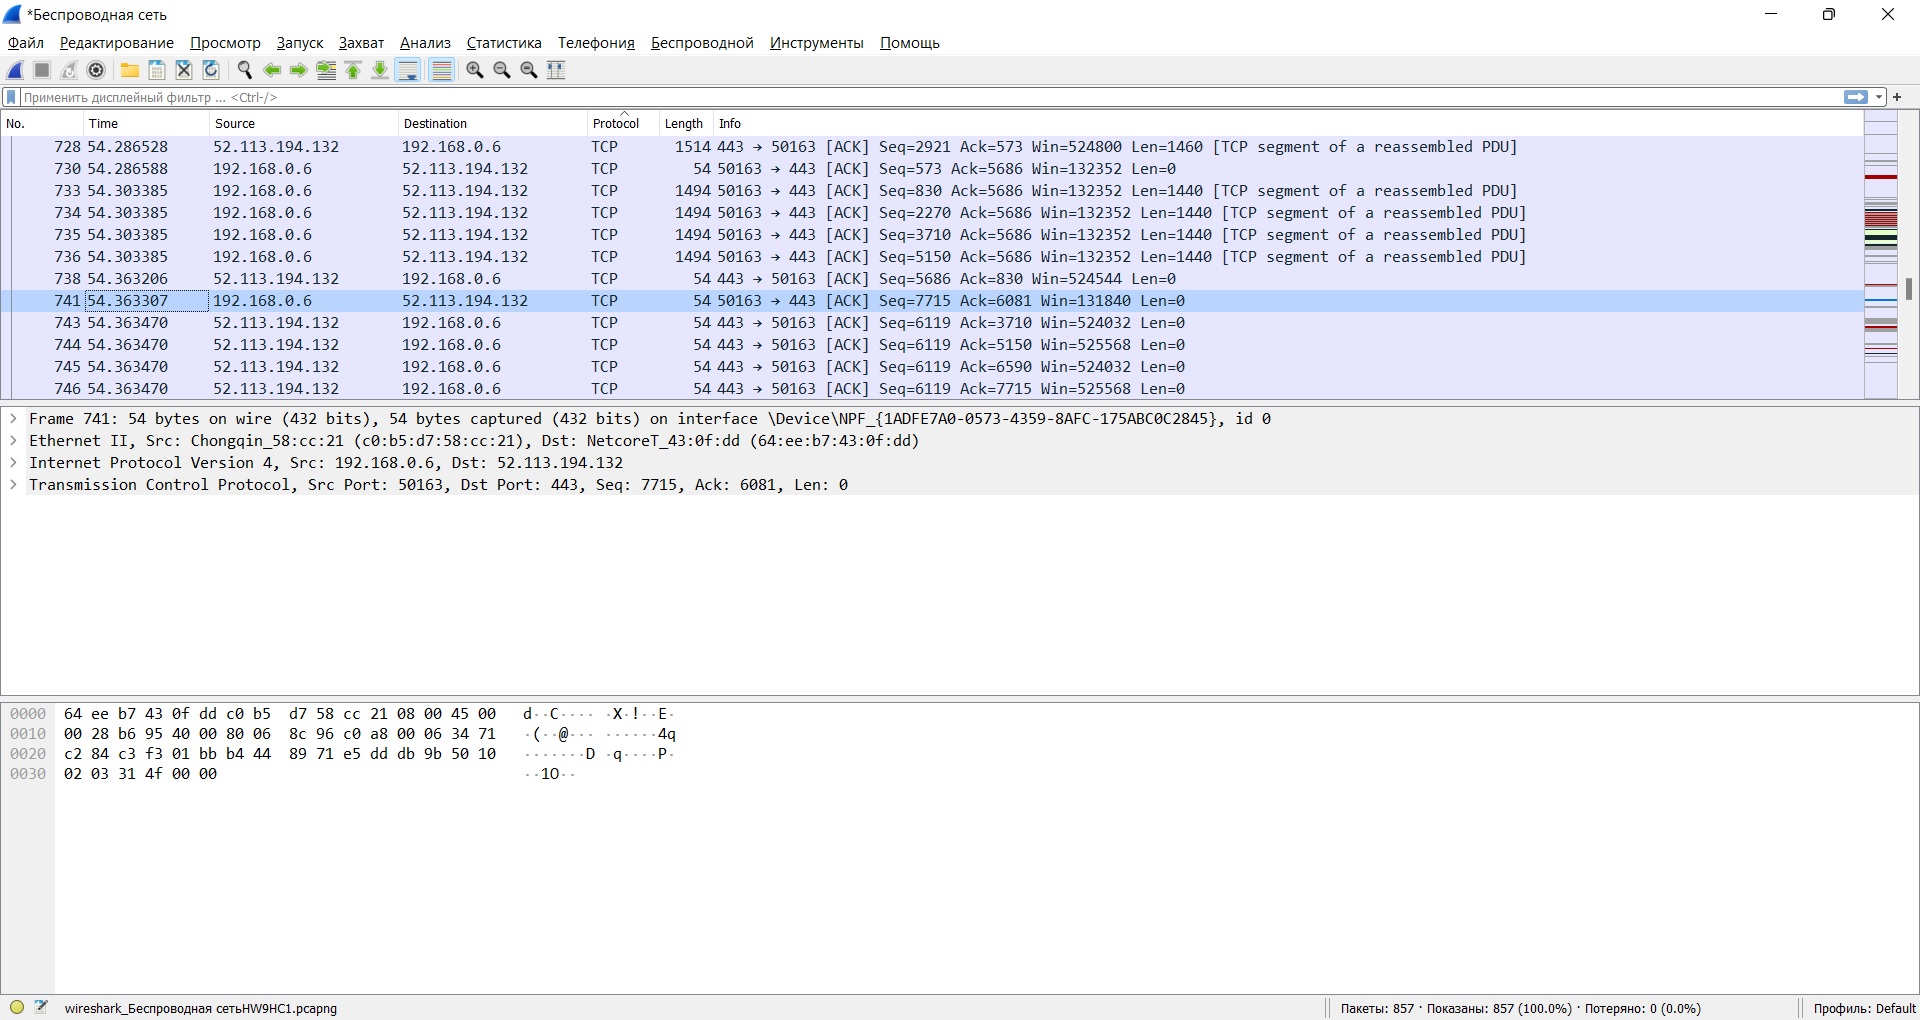 *Беспроводная сеть
Файл Редактирование Просмотр Запуск Захват Анализ Статистика Телефония Беспроводной Инструменты Помощь
Применить дисплейный фильтр ... <Ctrl-/>
No. Time Source Destination Protocol Length Info
728 54.286528 52.113.194.132 192.168.0.6 TCP 1514 443 → 50163 [ACK] Seq=2921 Ack=573 Win=524800 Len=1460 [TCP segment of a reassembled PDU]
730 54.286588 192.168.0.6 52.113.194.132 TCP 54 50163 → 443 [ACK] Seq=573 Ack=5686 Win=132352 Len=0
733 54.303385 192.168.0.6 52.113.194.132 TCP 1494 50163 → 443 [ACK] Seq=830 Ack=5686 Win=132352 Len=1440 [TCP segment of a reassembled PDU]
734 54.303385 192.168.0.6 52.113.194.132 TCP 1494 50163 → 443 [ACK] Seq=2270 Ack=5686 Win=132352 Len=1440 [TCP segment of a reassembled PDU]
735 54.303385 192.168.0.6 52.113.194.132 TCP 1494 50163 → 443 [ACK] Seq=3710 Ack=5686 Win=132352 Len=1440 [TCP segment of a reassembled PDU]
736 54.303385 192.168.0.6 52.113.194.132 TCP 1494 50163 → 443 [ACK] Seq=5150 Ack=5686 Win=132352 Len=1440 [TCP segment of a reassembled PDU]
738 54.363206 52.113.194.132 192.168.0.6 TCP 54 443 → 50163 [ACK] Seq=5686 Ack=830 Win=524544 Len=0
741 54.363307 192.168.0.6 52.113.194.132 TCP 54 50163 → 443 [ACK] Seq=7715 Ack=6081 Win=131840 Len=0
743 54.363470 52.113.194.132 192.168.0.6 TCP 54 443 → 50163 [ACK] Seq=6119 Ack=3710 Win=524032 Len=0
744 54.363470 52.113.194.132 192.168.0.6 TCP 54 443 → 50163 [ACK] Seq=6119 Ack=5150 Win=525568 Len=0
745 54.363470 52.113.194.132 192.168.0.6 TCP 54 443 → 50163 [ACK] Seq=6119 Ack=6590 Win=524032 Len=0
746 54.363470 52.113.194.132 192.168.0.6 TCP 54 443 → 50163 [ACK] Seq=6119 Ack=7715 Win=525568 Len=0
Frame 741: 54 bytes on wire (432 bits), 54 bytes captured (432 bits) on interface \Device\NPF_{1ADFE7A0-0573-4359-8AFC-175ABC0C2845}, id 0
Ethernet II, Src: Chongqin_58:cc:21 (c0:b5:d7:58:cc:21), Dst: NetcoreT_43:0f:dd (64:ee:b7:43:0f:dd)
Internet Protocol Version 4, Src: 192.168.0.6, Dst: 52.113.194.132
Transmission Control Protocol, Src Port: 50163, Dst Port: 443, Seq: 7715, Ack: 6081, Len: 0
0000 64 ee b7 43 0f dd c0 b5 d7 58 cc 21 08 00 45 00 d··C···· ·X·!··E·
0010 00 28 b6 95 40 00 80 06 8c 96 c0 a8 00 06 34 71 ·(··@··· ······4q
0020 c2 84 c3 f3 01 bb b4 44 89 71 e5 dd db 9b 50 10 ·······D ·q····P·
0030 02 03 31 4f 00 00 ··1O··
wireshark_Беспроводная сетьHW9HC1.pcapng Пакеты: 857 · Показаны: 857 (100.0%) · Потеряно: 0 (0.0%) Профиль: Default